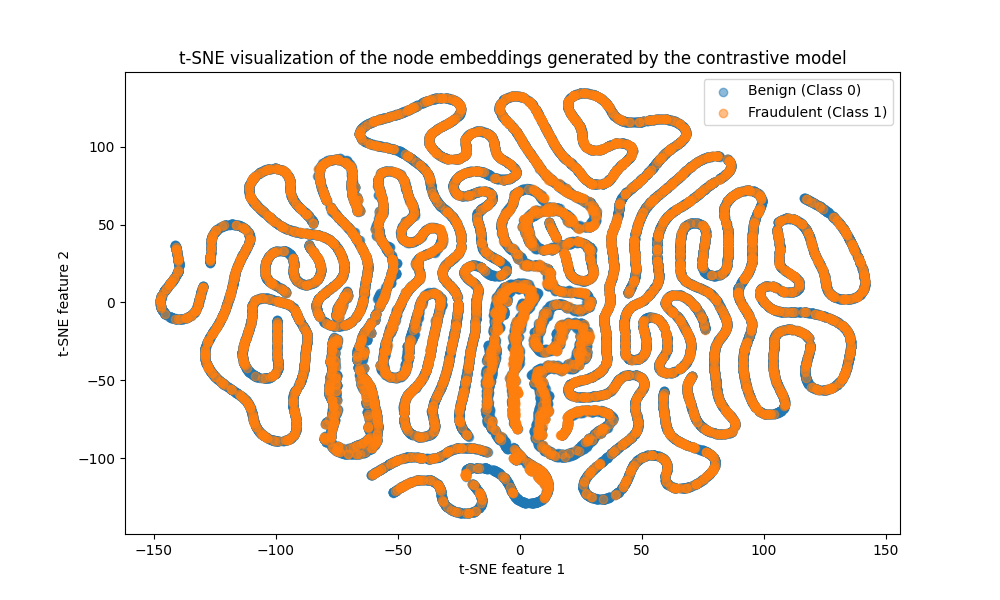 t-SNE visualization of the node embeddings generated by the contrastive model
Benign (Class 0)
Fraudulent (Class 1)
t-SNE feature 2
100
50
0
−50
−100
−150
−100
−50
0
50
100
150
t-SNE feature 1